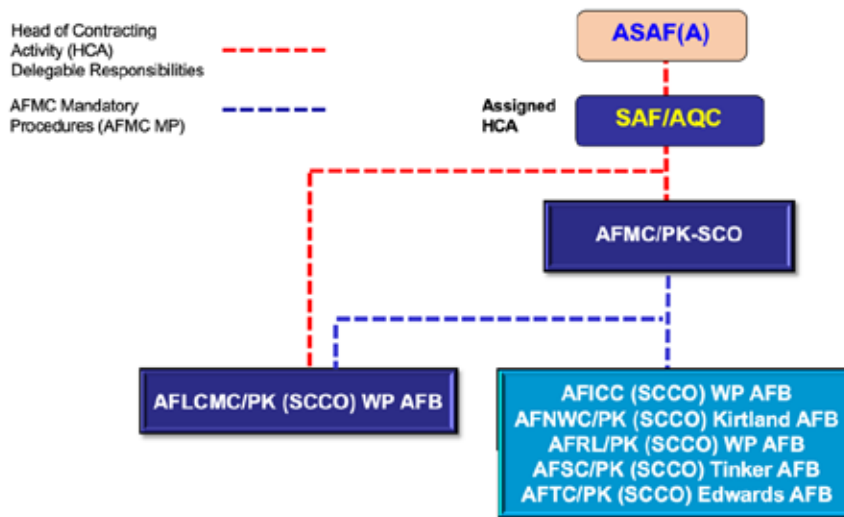 Head of Contracting
Activity (HCA)
Delegable Responsibilities
AFMC Mandatory
Procedures (AFMC MP)
ASAF(A)
Assigned
HCA
SAF/AQC
AFMC/PK-SCO
AFLCMC/PK (SCCO) WP AFB
AFICC (SCCO) WP AFB
AFNWC/PK (SCCO) Kirtland AFB
AFRL/PK (SCCO) WP AFB
AFSC/PK (SCCO) Tinker AFB
AFTC/PK (SCCO) Edwards AFB